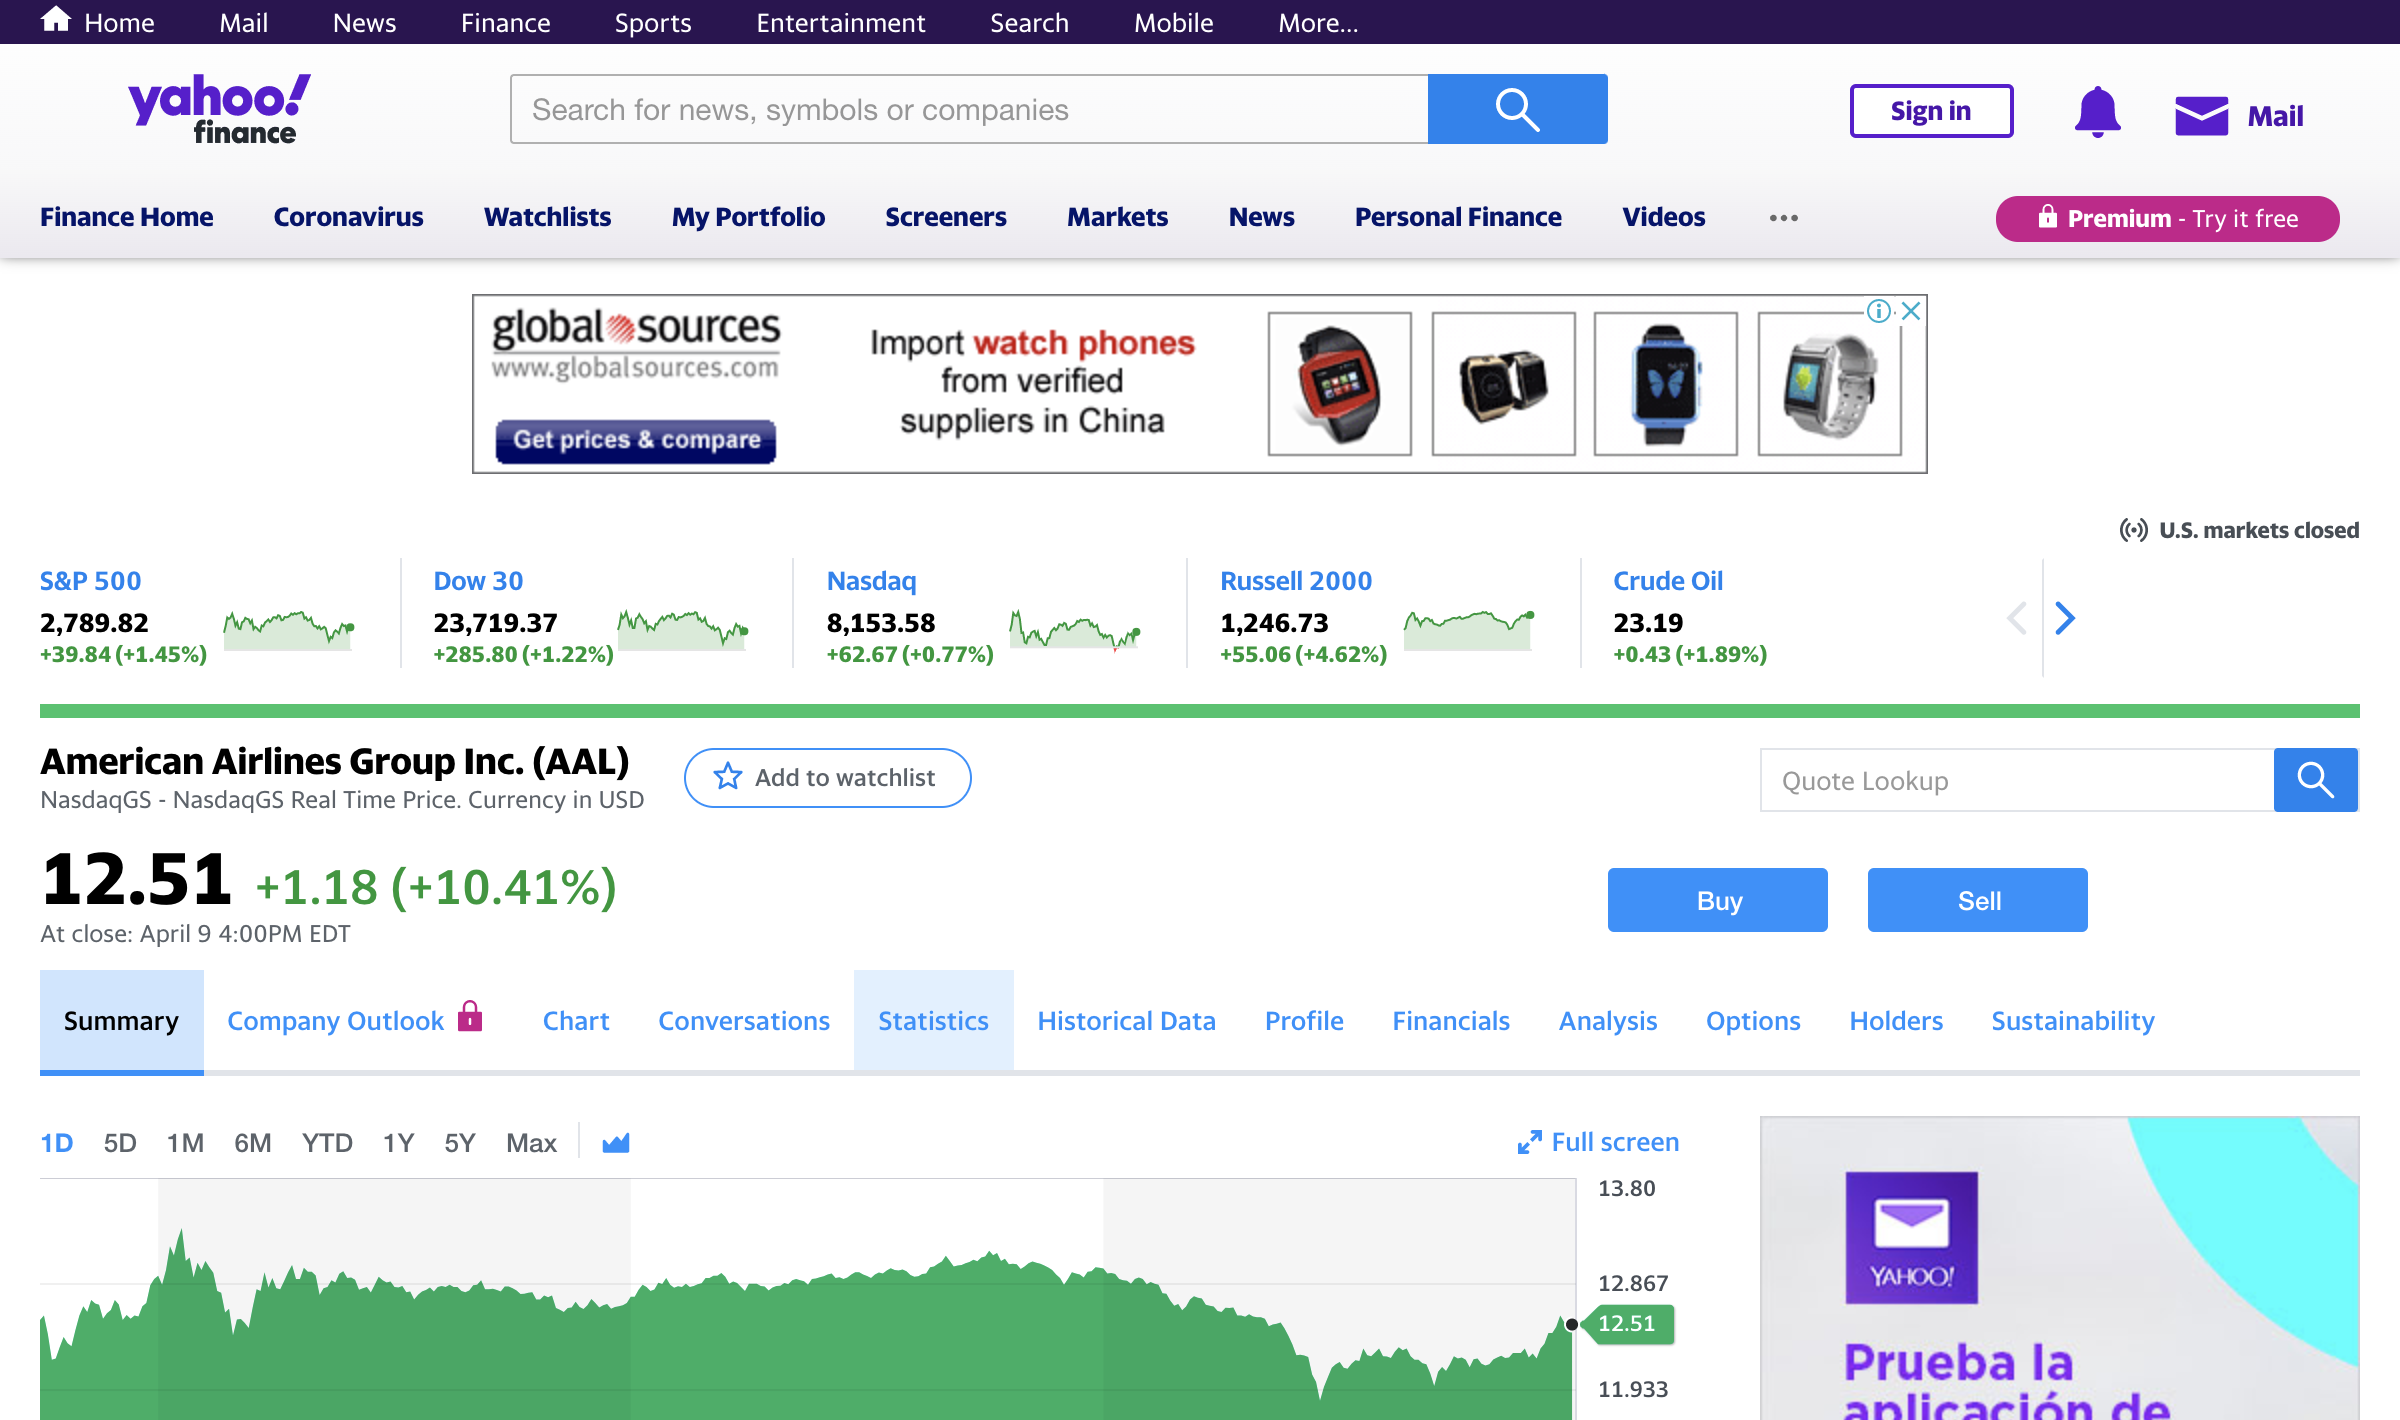 Home Mail News Finance Sports Entertainment Search Mobile More...
yahoo!
finance
Search for news, symbols or companies
Sign in
Mail
Finance Home Coronavirus Watchlists My Portfolio Screeners Markets News Personal Finance Videos
Premium - Try it free
global sources
www.globalsources.com
Get prices & compare
Import watch phones
from verified
suppliers in China
U.S. markets closed
S&P 500
2,789.82
+39.84 (+1.45%)
Dow 30
23,719.37
+285.80 (+1.22%)
Nasdaq
8,153.58
+62.67 (+0.77%)
Russell 2000
1,246.73
+55.06 (+4.62%)
Crude Oil
23.19
+0.43 (+1.89%)
American Airlines Group Inc. (AAL)
NasdaqGS - NasdaqGS Real Time Price. Currency in USD
Add to watchlist
Quote Lookup
12.51 +1.18 (+10.41%)
At close: April 9 4:00PM EDT
Buy
Sell
Summary Company Outlook Chart Conversations Statistics Historical Data Profile Financials Analysis Options Holders Sustainability
1D 5D 1M 6M YTD 1Y 5Y Max
Full screen
13.80
12.867
12.51
11.933
YAHOO!
Prueba la
aplicación de